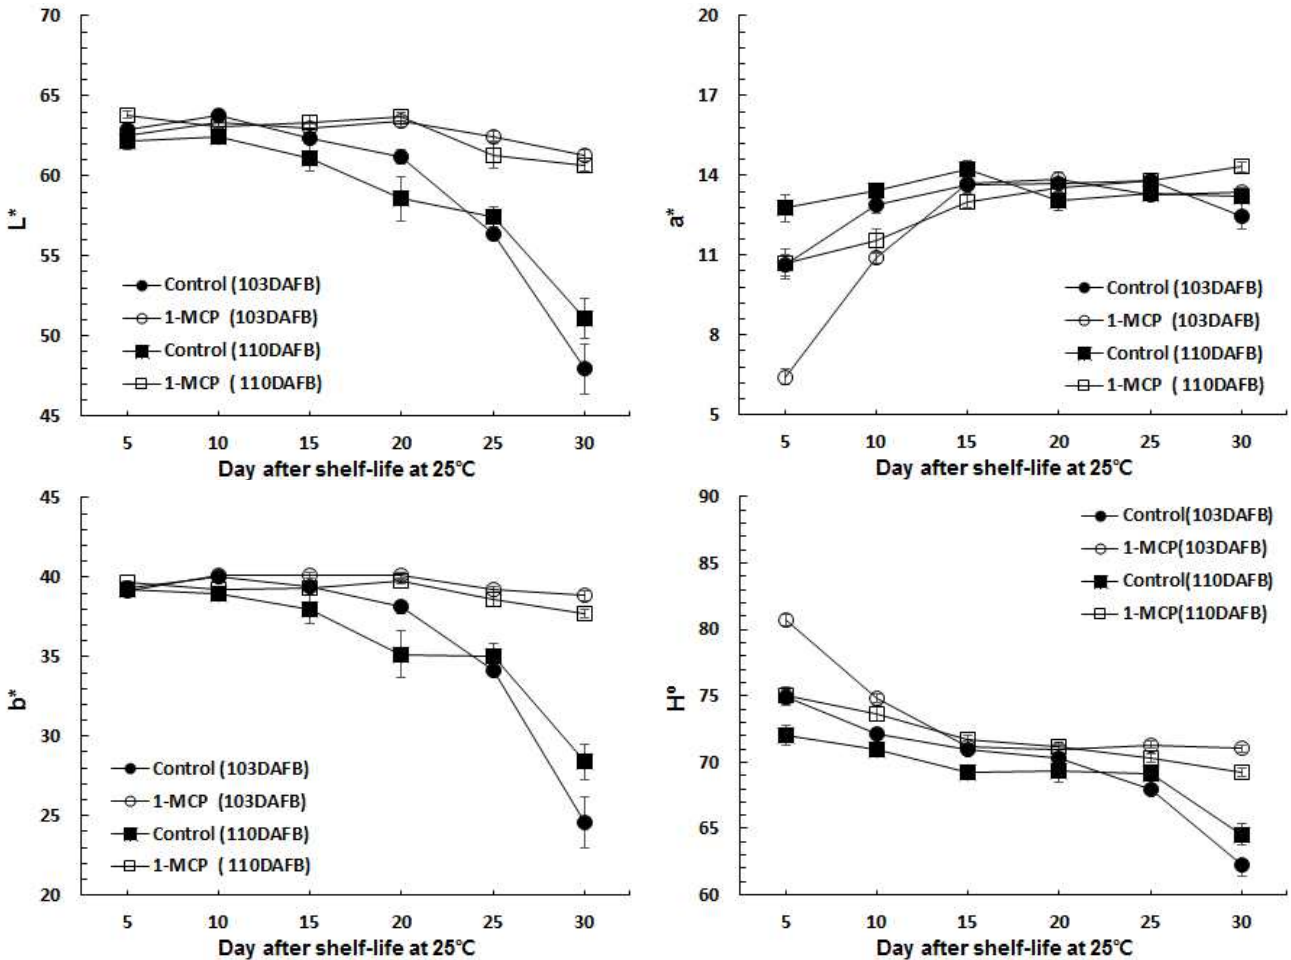 70
65
60
55
50
45
L*
Control (103DAFB)
1-MCP (103DAFB)
Control (110DAFB)
1-MCP ( 110DAFB)
5 10 15 20 25 30
Day after shelf-life at 25℃
20
17
14
11
8
5
a*
Control (103DAFB)
1-MCP (103DAFB)
Control (110DAFB)
1-MCP ( 110DAFB)
5 10 15 20 25 30
Day after shelf-life at 25℃
45
40
35
30
25
20
b*
Control (103DAFB)
1-MCP (103DAFB)
Control (110DAFB)
1-MCP ( 110DAFB)
5 10 15 20 25 30
Day after shelf-life at 25℃
90
85
80
75
70
65
60
Hº
Control(103DAFB)
1-MCP(103DAFB)
Control(110DAFB)
1-MCP(110DAFB)
5 10 15 20 25 30
Day after shelf-life at 25℃